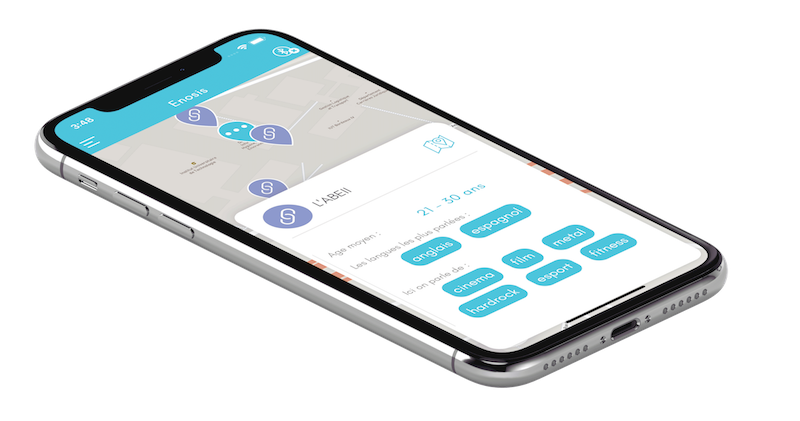 3:48
Enosis
L'ABEII
Age moyen :
21 - 30 ans
Les langues les plus parlées :
anglais espagnol
Ici on parle de :
cinema film metal
hardrock esport fitness